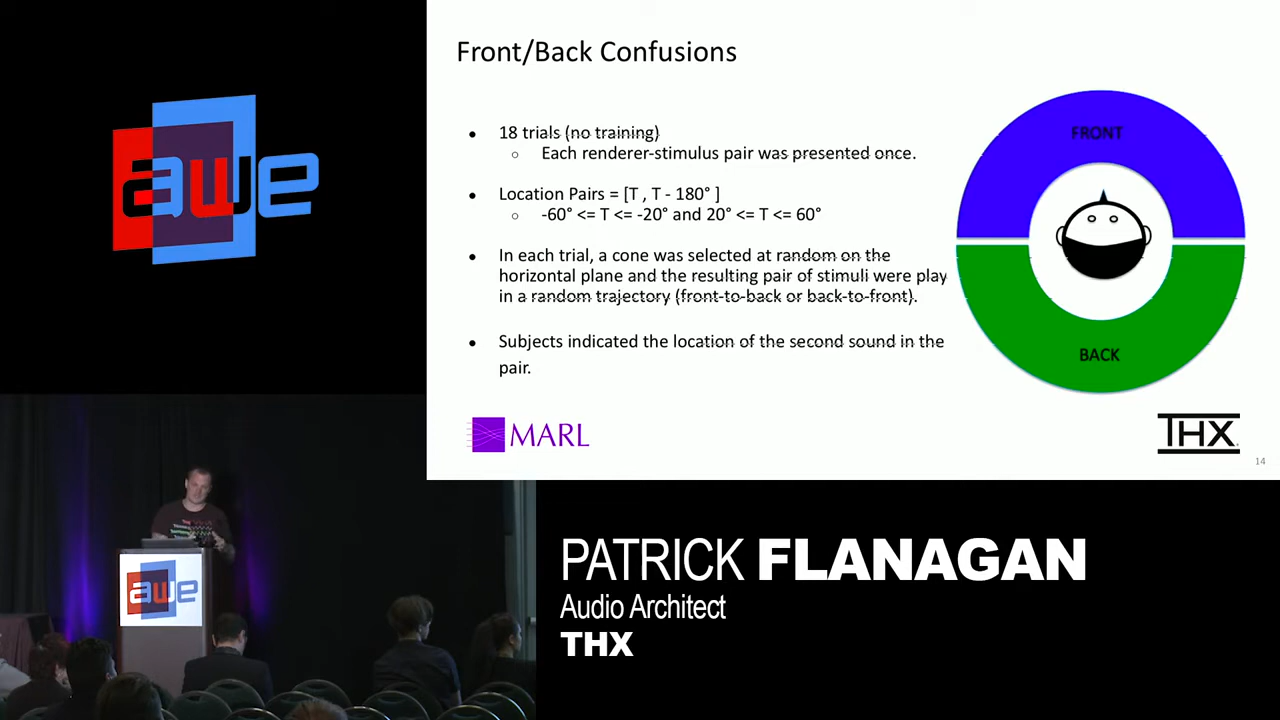 awe
Front/Back Confusions
• 18 trials (no training)
○ Each renderer-stimulus pair was presented once.
• Location Pairs = [T , T - 180° ]
○ -60° <= T <= -20° and 20° <= T <= 60°
• In each trial, a cone was selected at random on the
horizontal plane and the resulting pair of stimuli were play
in a random trajectory (front-to-back or back-to-front).
• Subjects indicated the location of the second sound in the
pair.
FRONT
BACK
MARL
THX
14
awe
PATRICK FLANAGAN
Audio Architect
THX